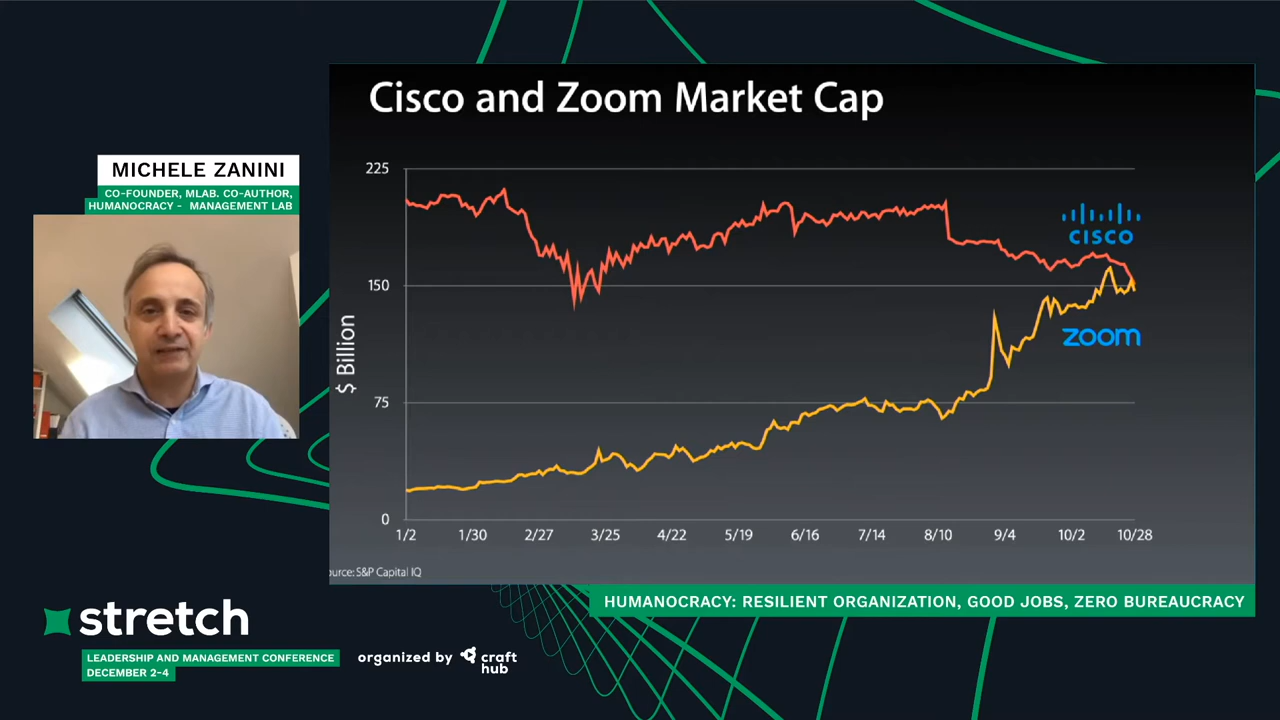 MICHELE ZANINI
CO-FOUNDER, MLAB. CO-AUTHOR,
HUMANOCRACY - MANAGEMENT LAB
Cisco and Zoom Market Cap
$ Billion
225
150
75
0
1/2 1/30 2/27 3/25 4/22 5/19 6/16 7/14 8/10 9/4 10/2 10/28
CISCO
zoom
ource: S&P Capital IQ
HUMANOCRACY: RESILIENT ORGANIZATION, GOOD JOBS, ZERO BUREAUCRACY
stretch
LEADERSHIP AND MANAGEMENT CONFERENCE
DECEMBER 2-4
organized by craft
hub